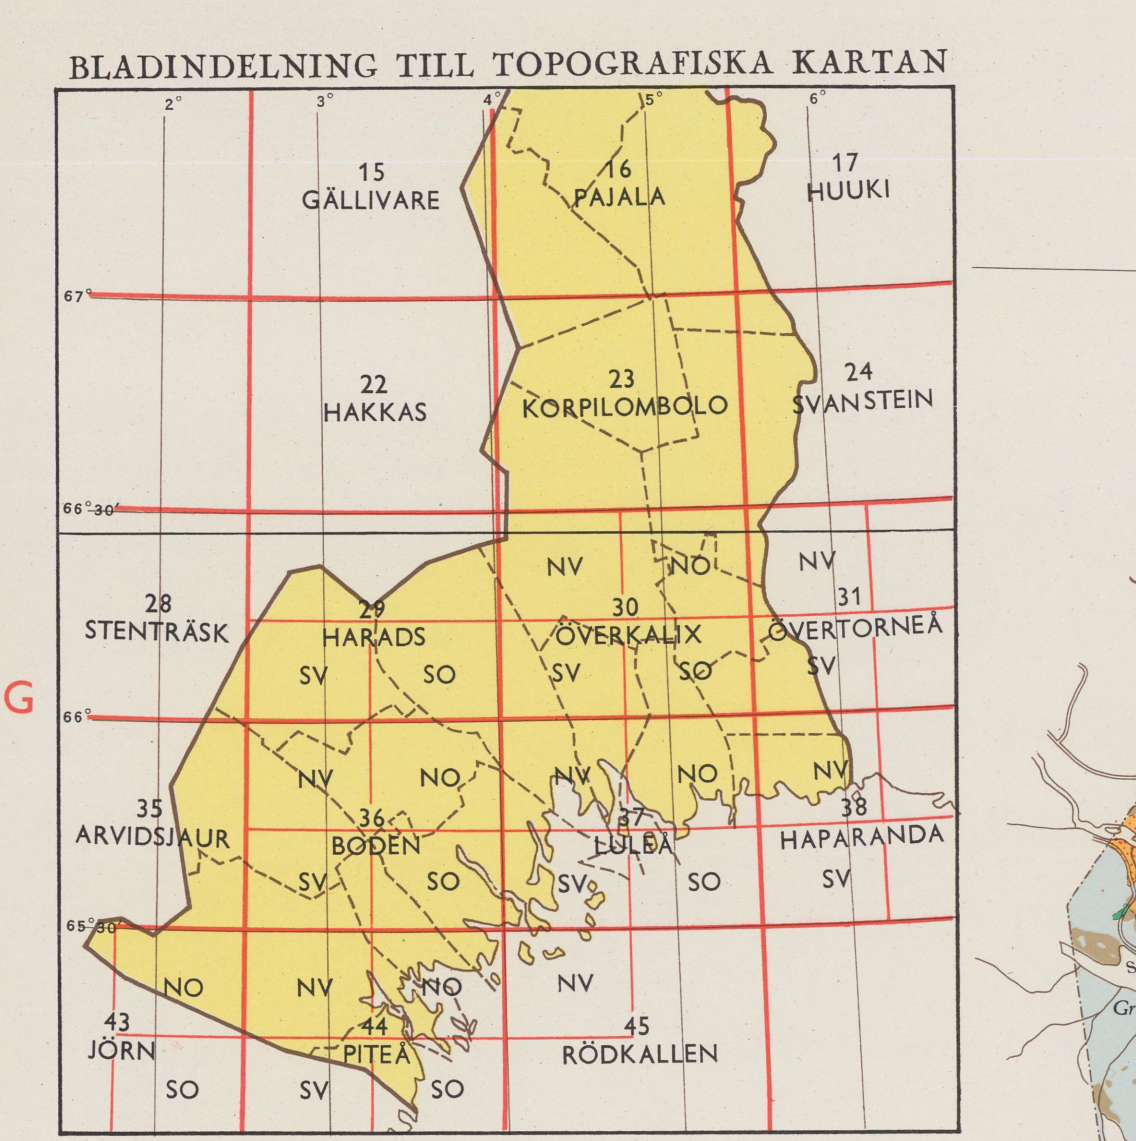 BLADINDELNING TILL TOPOGRAFISKA KARTAN
2° 3° 4° 5° 6°
15
GÄLLIVARE
16
PAJALA
17
HUUKI
67°
22
HAKKAS
23
KORPILOMBOLO
24
SVANSTEIN
66°30′
NV NO NV
28
STENTRÄSK
29
HARADS
30
ÖVERKALIX
31
ÖVERTORNEÅ
SV SO SV SO SV
G
66°
NV NO NV NO NV
35
ARVIDSJAUR
36
BODEN
37
LULEÅ
38
HAPARANDA
SV SO SV SO SV
65°30′
NO NV NO NV
43
JÖRN
44
PITEÅ
45
RÖDKALLEN
SO SV SO
S
Gr